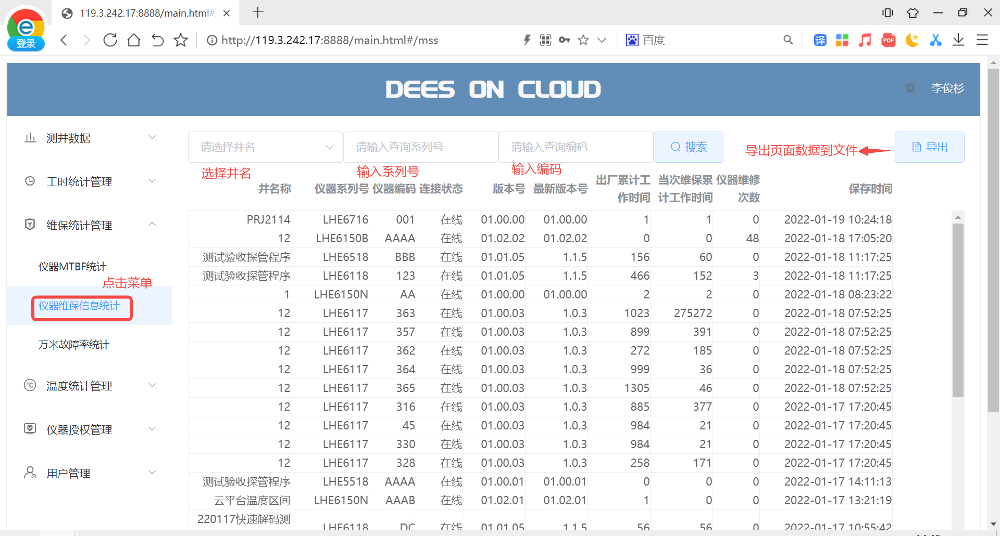 119.3.242.17:8888/main.html#
登录
http://119.3.242.17:8888/main.html#/mss
百度
译
PDF
DEES ON CLOUD
李俊杉
测井数据
工时统计管理
维保统计管理
仪器MTBF统计
点击菜单
仪器维保信息统计
万米故障率统计
温度统计管理
仪器授权管理
用户管理
请选择井名 请输入查询系列号 请输入查询编码 搜索 导出页面数据到文件 导出
选择井名 输入系列号 输入编码
井名称 仪器系列号 仪器编码 连接状态 版本号 最新版本号 出厂累计工作时间 当次维保累计工作时间 仪器维修次数 保存时间
PRJ2114 LHE6716 001 在线 01.00.00 01.00.00 1 1 0 2022-01-19 10:24:18
12 LHE6150B AAAA 在线 01.02.02 01.02.02 0 0 48 2022-01-18 17:05:20
测试验收探管程序 LHE6518 BBB 在线 01.01.05 1.1.5 156 60 0 2022-01-18 11:17:25
测试验收探管程序 LHE6118 123 在线 01.01.05 1.1.5 466 152 3 2022-01-18 11:17:25
1 LHE6150N AA 在线 01.00.00 01.00.00 2 2 0 2022-01-18 08:23:22
12 LHE6117 363 在线 01.00.03 1.0.3 1023 275272 0 2022-01-18 07:52:25
12 LHE6117 357 在线 01.00.03 1.0.3 899 391 0 2022-01-18 07:52:25
12 LHE6117 362 在线 01.00.03 1.0.3 272 185 0 2022-01-18 07:52:25
12 LHE6117 364 在线 01.00.03 1.0.3 999 36 0 2022-01-18 07:52:25
12 LHE6117 365 在线 01.00.03 1.0.3 1305 46 0 2022-01-18 07:52:25
12 LHE6117 316 在线 01.00.03 1.0.3 885 377 0 2022-01-17 17:20:45
12 LHE6117 45 在线 01.00.03 1.0.3 984 21 0 2022-01-17 17:20:45
12 LHE6117 330 在线 01.00.03 1.0.3 984 21 0 2022-01-17 17:20:45
12 LHE6117 328 在线 01.00.03 1.0.3 258 171 0 2022-01-17 17:20:45
测试验收探管程序 LHE5518 AAAA 在线 01.00.01 01.00.01 0 0 0 2022-01-17 14:11:13
云平台温度区间 LHE6150N AAAB 在线 01.02.01 01.02.01 1 0 0 2022-01-17 13:21:19
220117快速解码测
LHE6118 DC 在线 01.01.05 1.1.5 56 56 0 2022-01-17 10:55:42